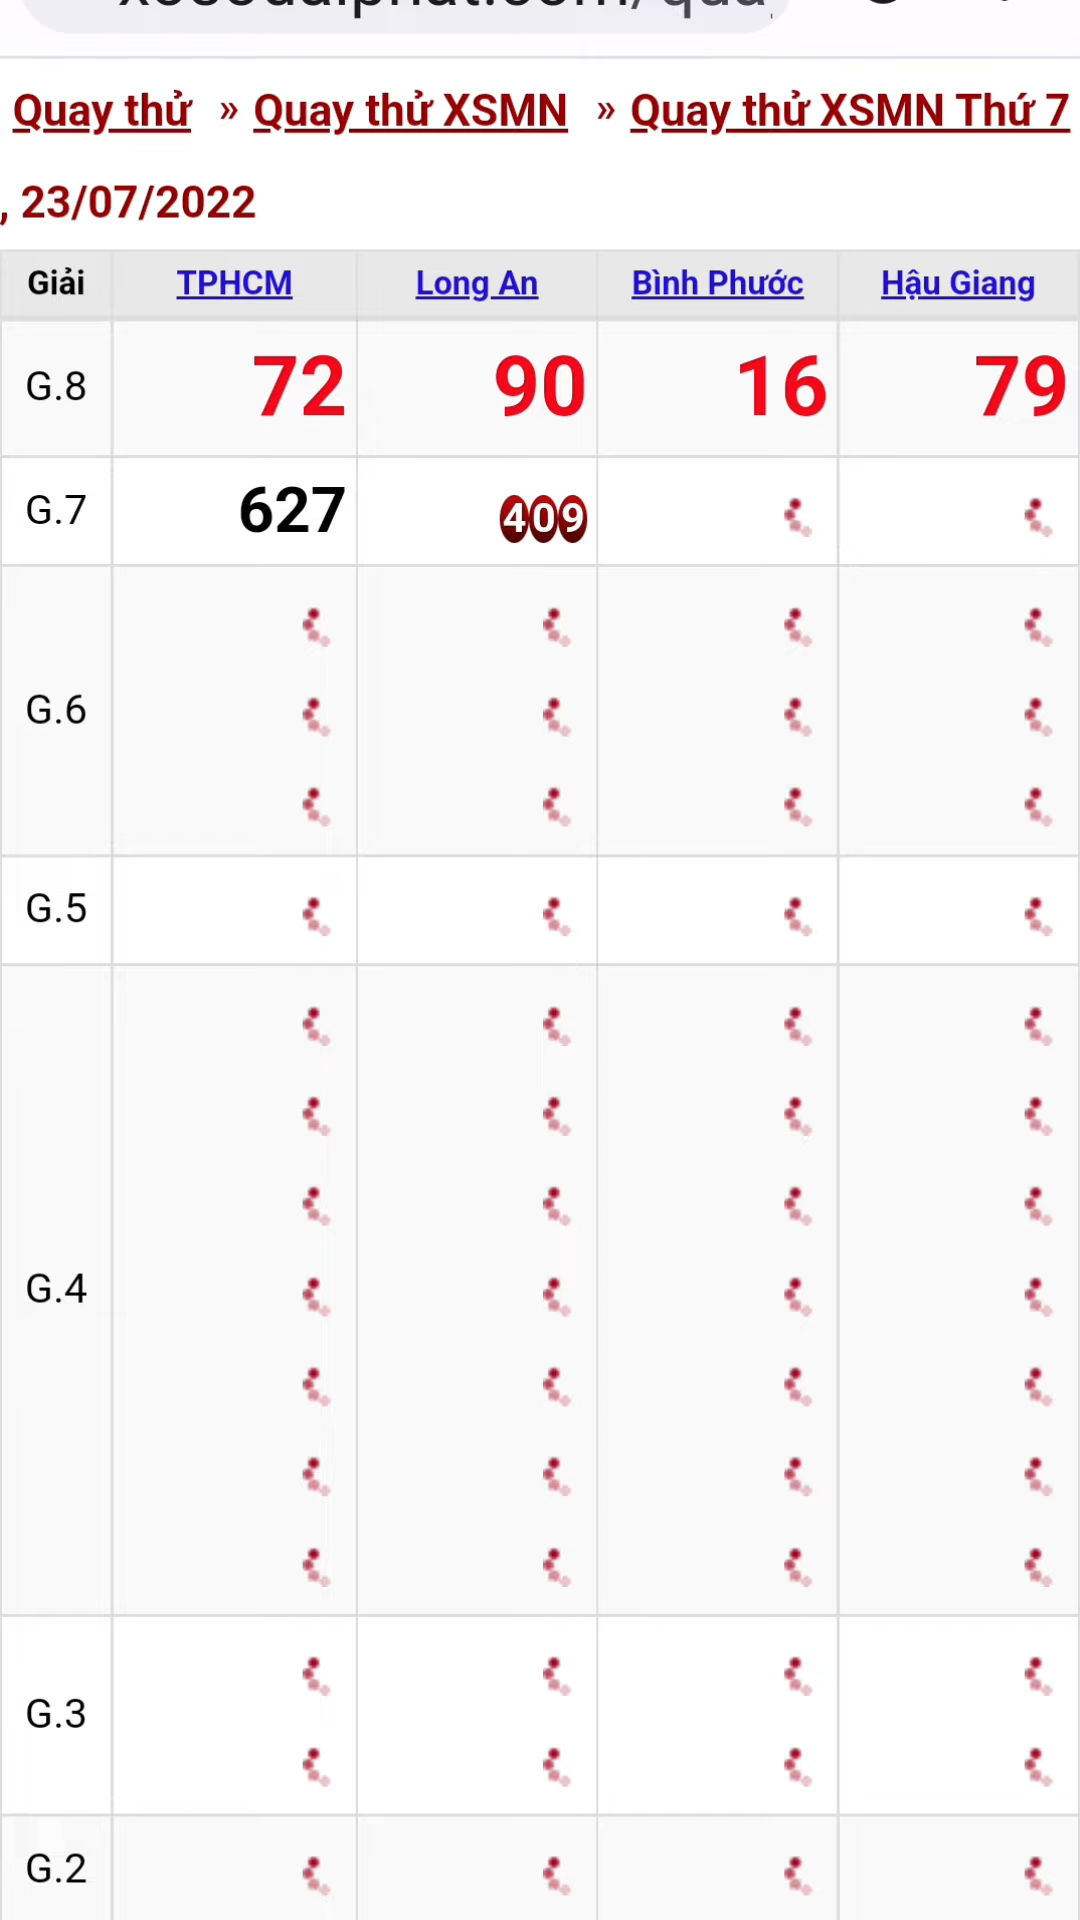 Quay thử » Quay thử XSMN » Quay thử XSMN Thứ 7
, 23/07/2022
Giải TPHCM Long An Bình Phước Hậu Giang
G.8 72 90 16 79
G.7 627 409
G.6
G.5
G.4
G.3
G.2